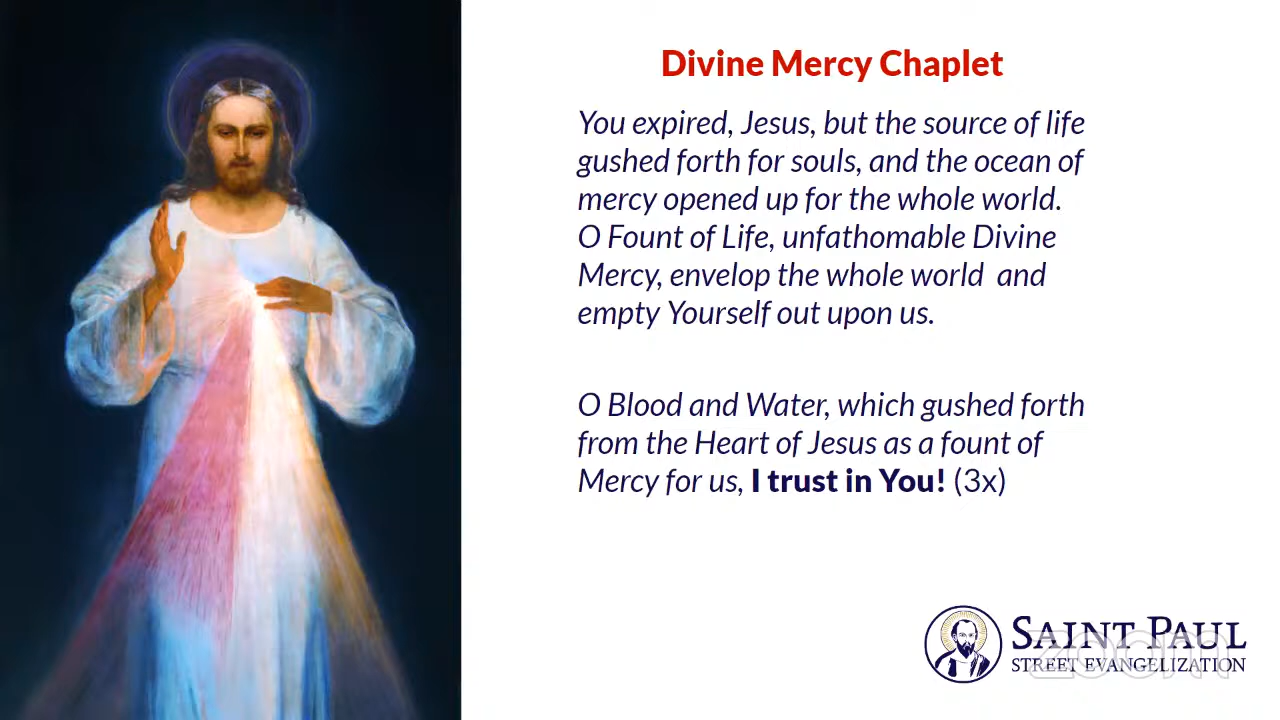 Divine Mercy Chaplet
You expired, Jesus, but the source of life
gushed forth for souls, and the ocean of
mercy opened up for the whole world.
O Fount of Life, unfathomable Divine
Mercy, envelop the whole world and
empty Yourself out upon us.
O Blood and Water, which gushed forth
from the Heart of Jesus as a fount of
Mercy for us, I trust in You! (3x)
SAINT PAUL
zoom
STREET EVANGELIZATION